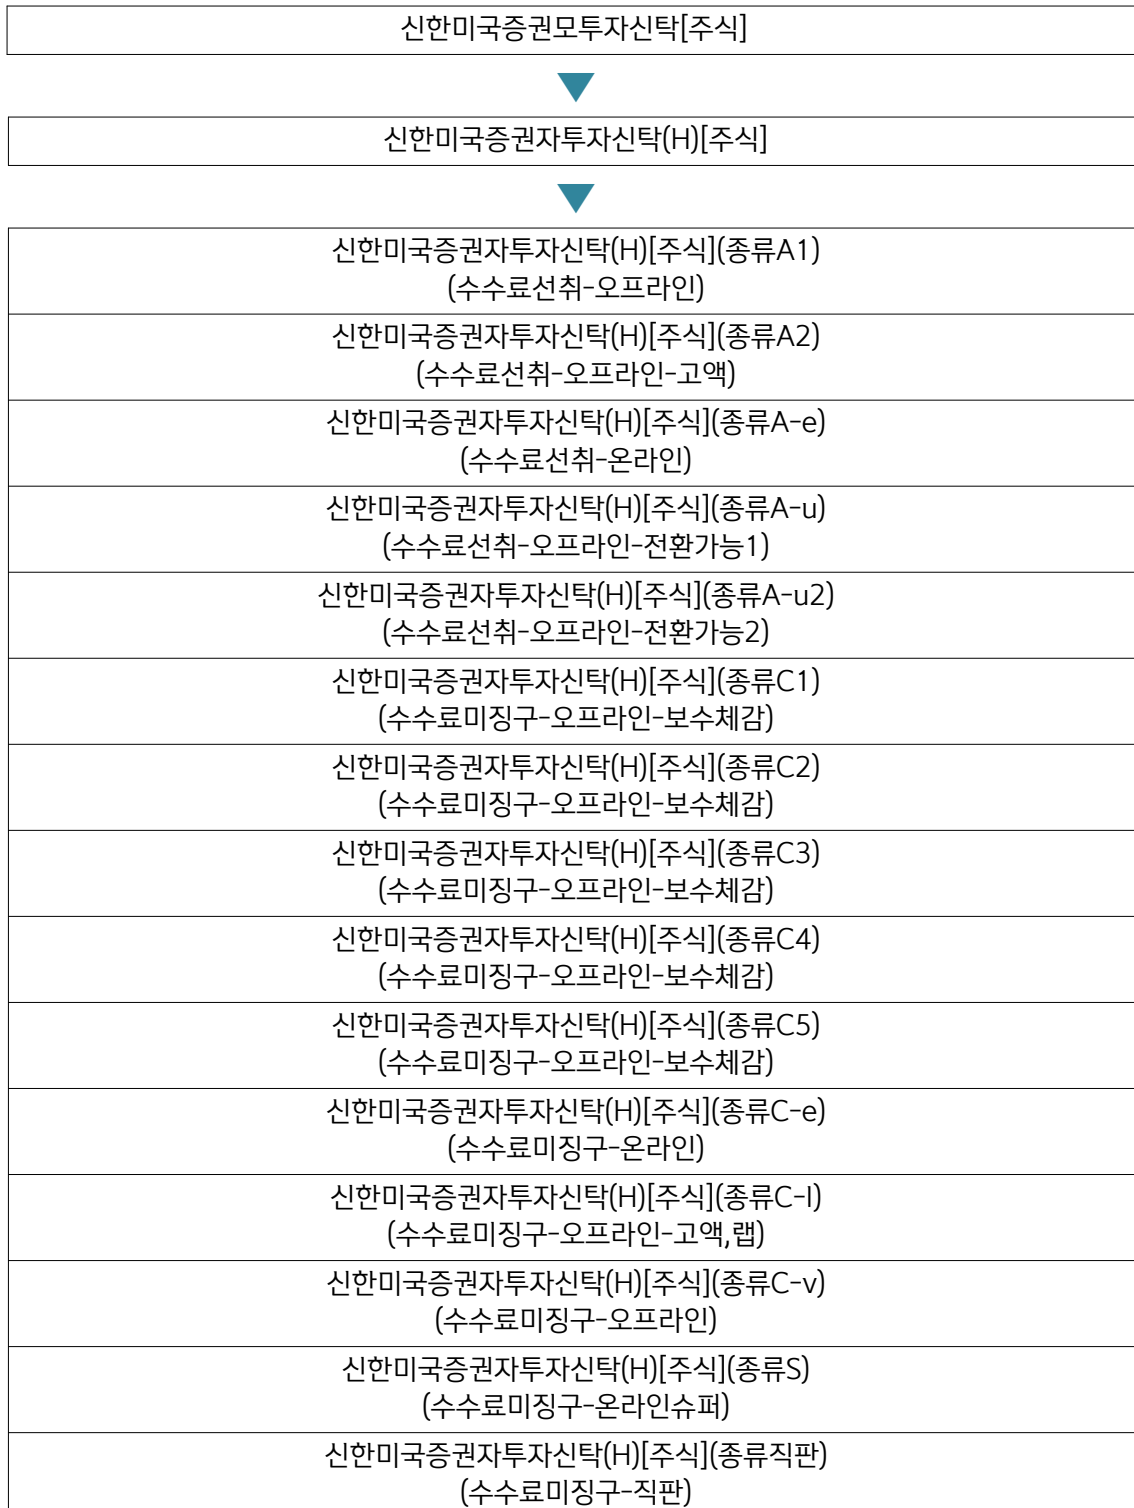 신한미국증권모투자신탁[주식]
신한미국증권자투자신탁(H)[주식]
신한미국증권자투자신탁(H)[주식](종류A1)
(수수료선취-오프라인)
신한미국증권자투자신탁(H)[주식](종류A2)
(수수료선취-오프라인-고액)
신한미국증권자투자신탁(H)[주식](종류A-e)
(수수료선취-온라인)
신한미국증권자투자신탁(H)[주식](종류A-u)
(수수료선취-오프라인-전환가능1)
신한미국증권자투자신탁(H)[주식](종류A-u2)
(수수료선취-오프라인-전환가능2)
신한미국증권자투자신탁(H)[주식](종류C1)
(수수료미징구-오프라인-보수체감)
신한미국증권자투자신탁(H)[주식](종류C2)
(수수료미징구-오프라인-보수체감)
신한미국증권자투자신탁(H)[주식](종류C3)
(수수료미징구-오프라인-보수체감)
신한미국증권자투자신탁(H)[주식](종류C4)
(수수료미징구-오프라인-보수체감)
신한미국증권자투자신탁(H)[주식](종류C5)
(수수료미징구-오프라인-보수체감)
신한미국증권자투자신탁(H)[주식](종류C-e)
(수수료미징구-온라인)
신한미국증권자투자신탁(H)[주식](종류C-I)
(수수료미징구-오프라인-고액,랩)
신한미국증권자투자신탁(H)[주식](종류C-v)
(수수료미징구-오프라인)
신한미국증권자투자신탁(H)[주식](종류S)
(수수료미징구-온라인슈퍼)
신한미국증권자투자신탁(H)[주식](종류직판)
(수수료미징구-직판)